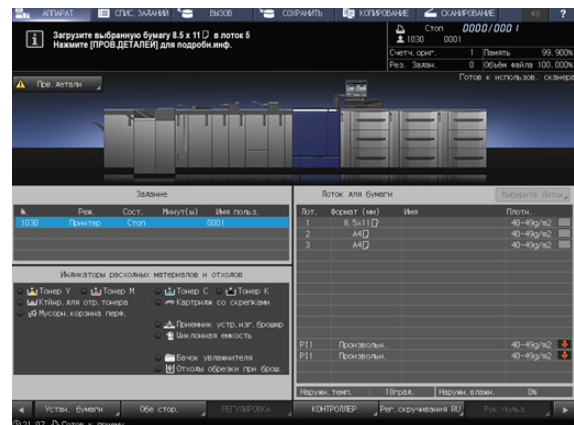 АППАРАТ СПИС. ЗАДАНИЙ ВЫЗОВ СОХРАНИТЬ КОПИРОВАНИЕ СКАНИРОВАНИЕ ?
Загрузите выбранную бумагу 8.5 x 11 в лоток 5
Нажмите [ПРОВ.ДЕТАЛЕЙ] для подробн.инф.
Стоп 0000/0001
1030 0001
Счетч. ориг. 1 Память 99.900%
Рез. Задан. 0 Объём файла 100.000%
Готов к использов. сканера
Прв. детали
Задание
№. Реж. Сост. Минут(ы) Имя польз.
1030 Принтер Стоп 0001
Индикаторы расходных материалов и отходов
Тонер Y Тонер M Тонер C Тонер K
Ктйнр. для отр. тонера Картридж со скрепками
Мусорн. корзина перф.
Приемник устр. изг. брошюр
Циклонная емкость
Бачок увлажнителя
Отходы обрезки при брош.
Лоток для бумаги Выберите Лоток
Лот. Формат (мм) Имя Плотн.
1 8.5x11 40-49g/m2
2 A4 40-49g/m2
3 A4 40-49g/m2
PI1 Произвольн. 40-49g/m2
PI1 Произвольн. 40-49g/m2
Наружн. темп. : 18град. Наружн. влажн. : 0%
Устан. бумаги Обе стор. РЕГУЛИРОВКА КОНТРОЛЛЕР Рег. скручивания RU Рук. польз.
21:07 Готов к приему